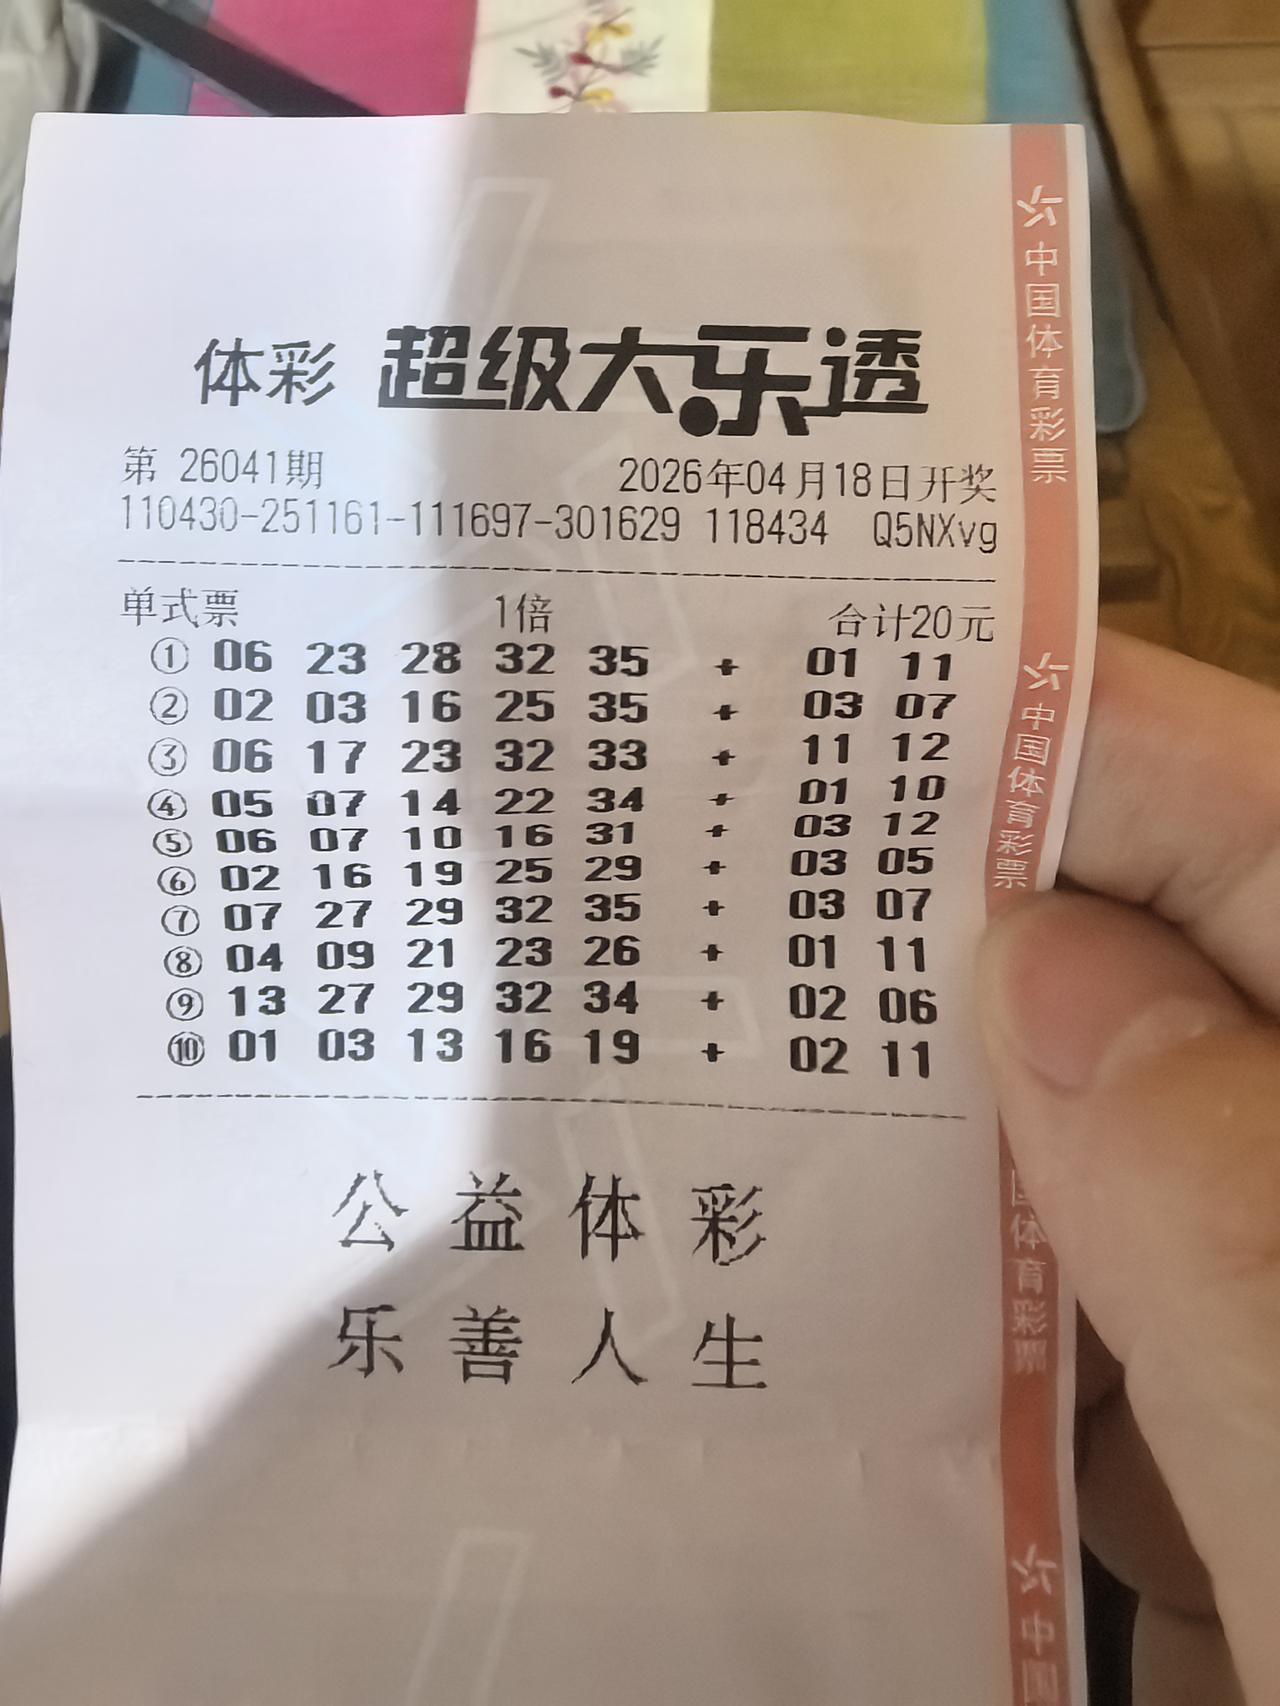 体彩 超级大乐透
第 26041期 2026年04月18日开奖
110430-251161-111697-301629 118434 Q5NXvg
单式票 1倍 合计20元
① 06 23 28 32 35 + 01 11
② 02 03 16 25 35 + 03 07
③ 06 17 23 32 33 + 11 12
④ 05 07 14 22 34 + 01 10
⑤ 06 07 10 16 31 + 03 12
⑥ 02 16 19 25 29 + 03 05
⑦ 07 27 29 32 35 + 03 07
⑧ 04 09 21 23 26 + 01 11
⑨ 13 27 29 32 34 + 02 06
⑩ 01 03 13 16 19 + 02 11
公益体彩
乐善人生
中国体育彩票
中国体育彩票
国体育彩票
中国